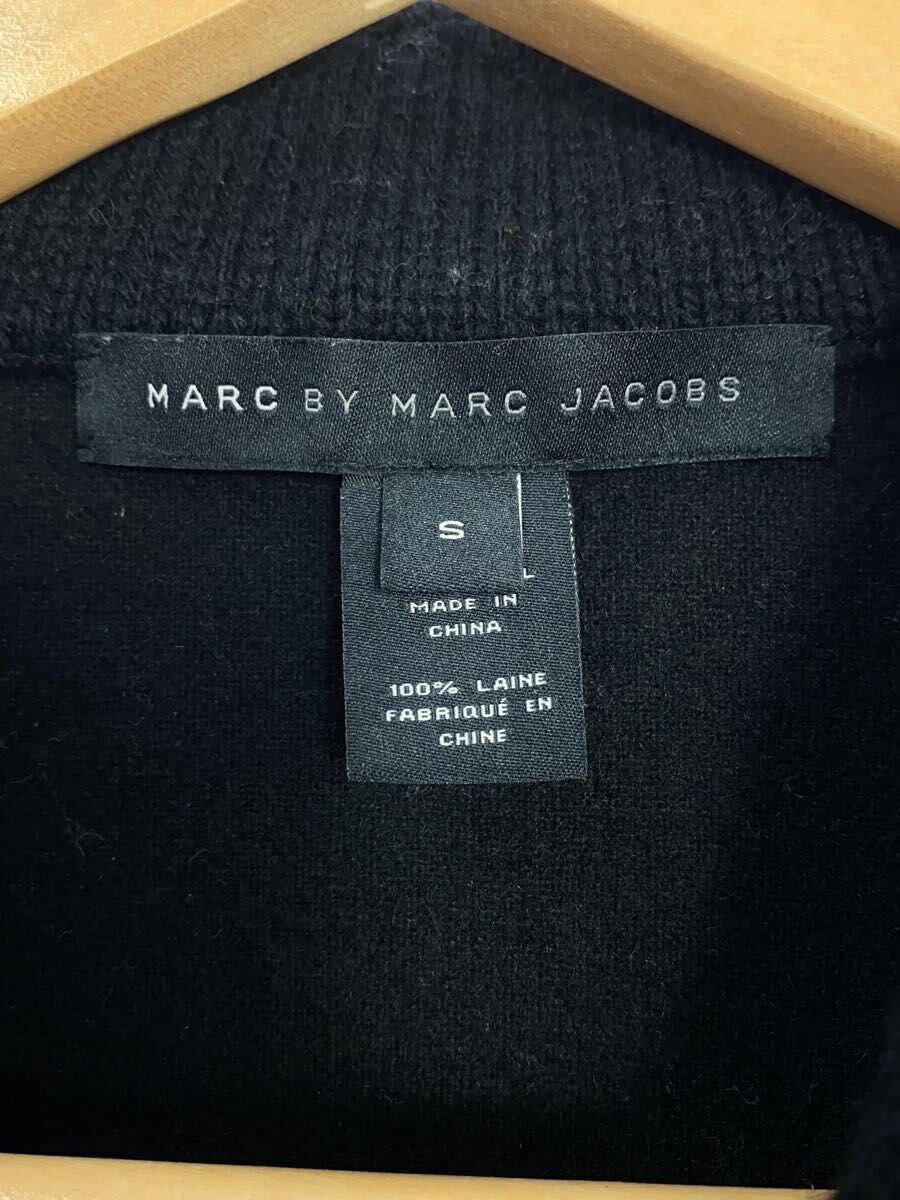 MARC BY MARC JACOBS
S
L
MADE IN
CHINA
100% LAINE
FABRIQUÉ EN
CHINE